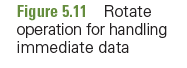 Figure 5.11 Rotate
operation for handling
immediate data